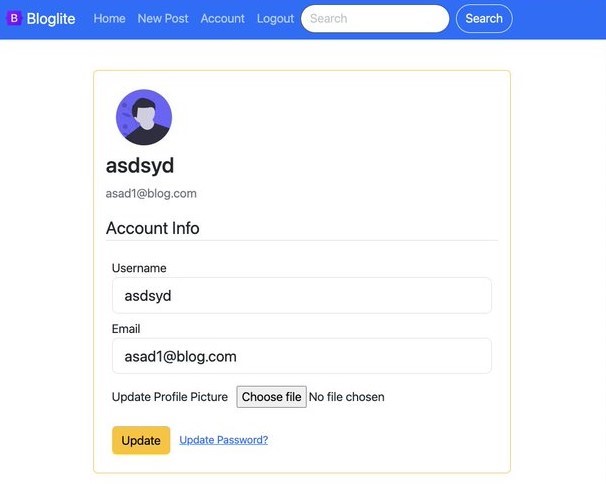 B Bloglite Home New Post Account Logout Search Search
asdsyd
asad1@blog.com
Account Info
Username
asdsyd
Email
asad1@blog.com
Update Profile Picture Choose file No file chosen
Update Update Password?